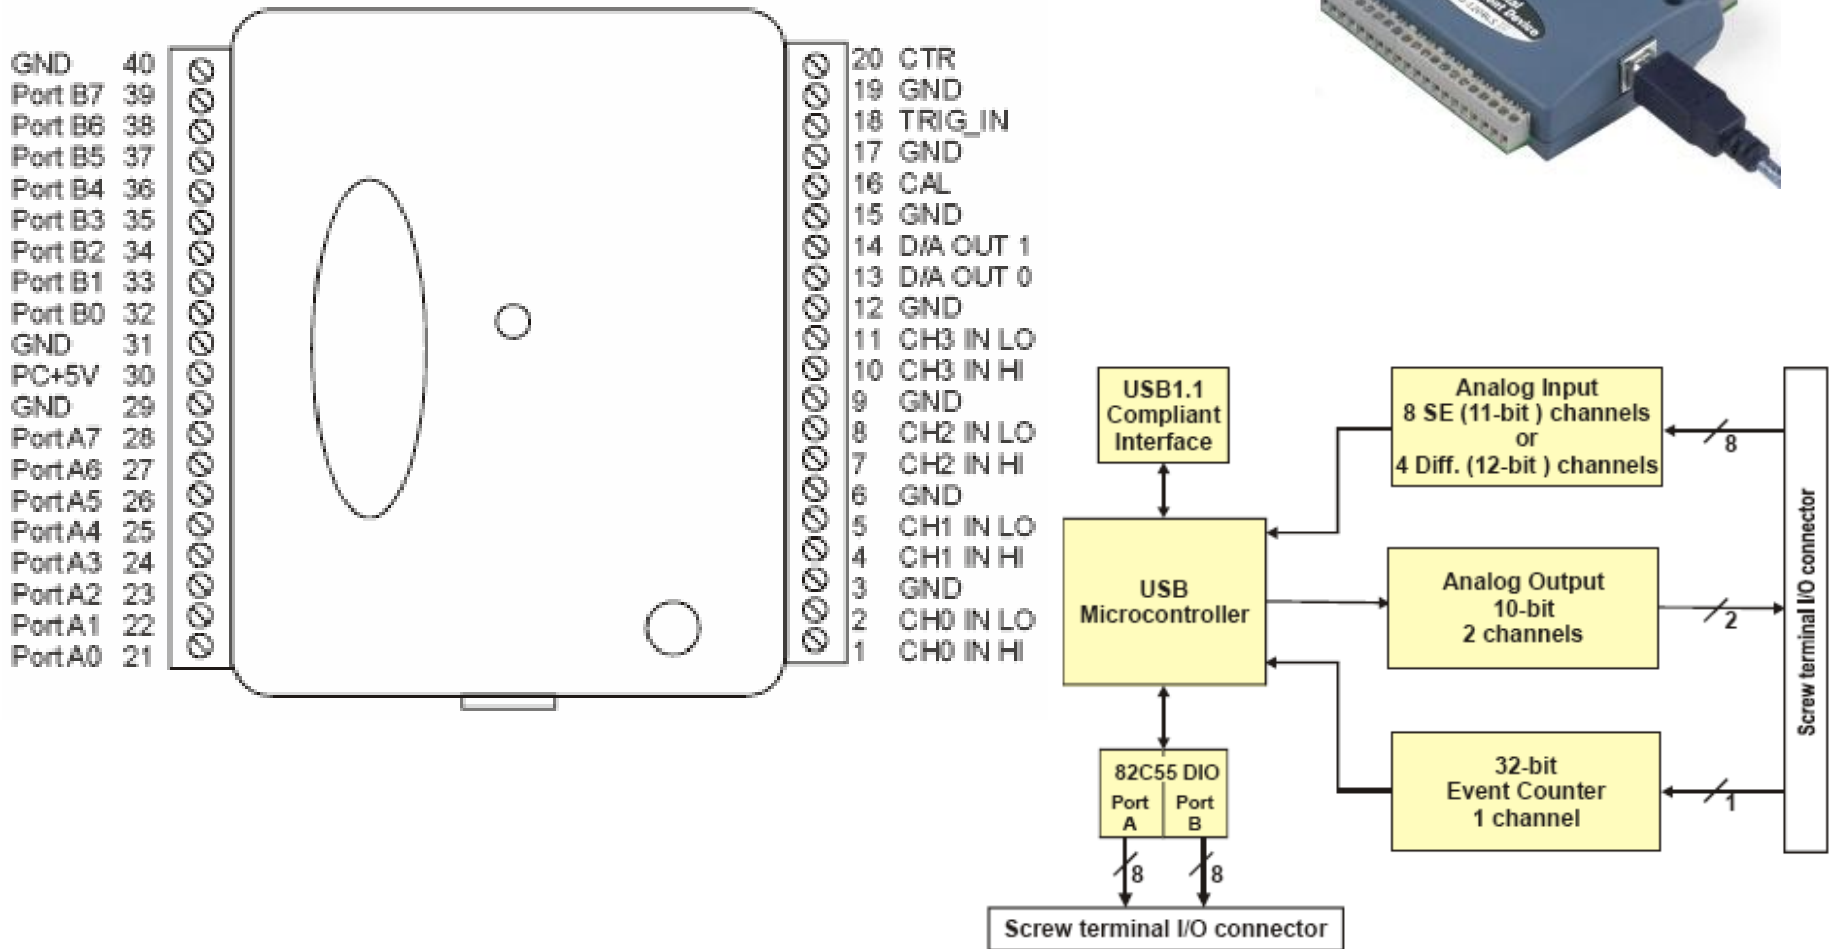 GND 40
Port B7 39
Port B6 38
Port B5 37
Port B4 36
Port B3 35
Port B2 34
Port B1 33
Port B0 32
GND 31
PC+5V 30
GND 29
Port A7 28
Port A6 27
Port A5 26
Port A4 25
Port A3 24
Port A2 23
Port A1 22
Port A0 21
20 CTR
19 GND
18 TRIG_IN
17 GND
16 CAL
15 GND
14 D/A OUT 1
13 D/A OUT 0
12 GND
11 CH3 IN LO
10 CH3 IN HI
9 GND
8 CH2 IN LO
7 CH2 IN HI
6 GND
5 CH1 IN LO
4 CH1 IN HI
3 GND
2 CH0 IN LO
1 CH0 IN HI
USB1.1
Compliant
Interface
Analog Input
8 SE (11-bit ) channels
or
4 Diff. (12-bit ) channels
8
USB
Microcontroller
Analog Output
10-bit
2 channels
2
32-bit
Event Counter
1 channel
1
Screw terminal I/O connector
82C55 DIO
Port
A
Port
B
8
8
Screw terminal I/O connector